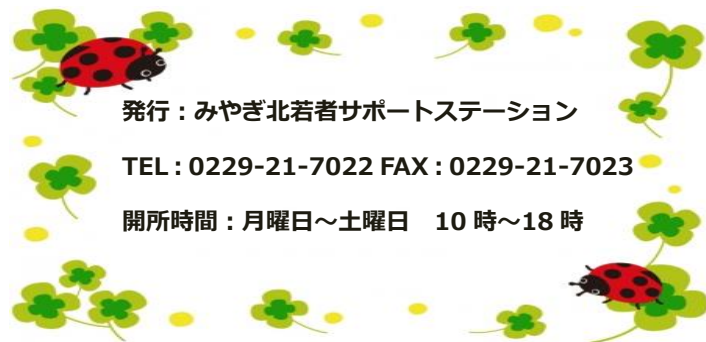 発行：みやぎ北若者サポートステーション
TEL：0229-21-7022 FAX：0229-21-7023
開所時間：月曜日～土曜日　10 時～18 時